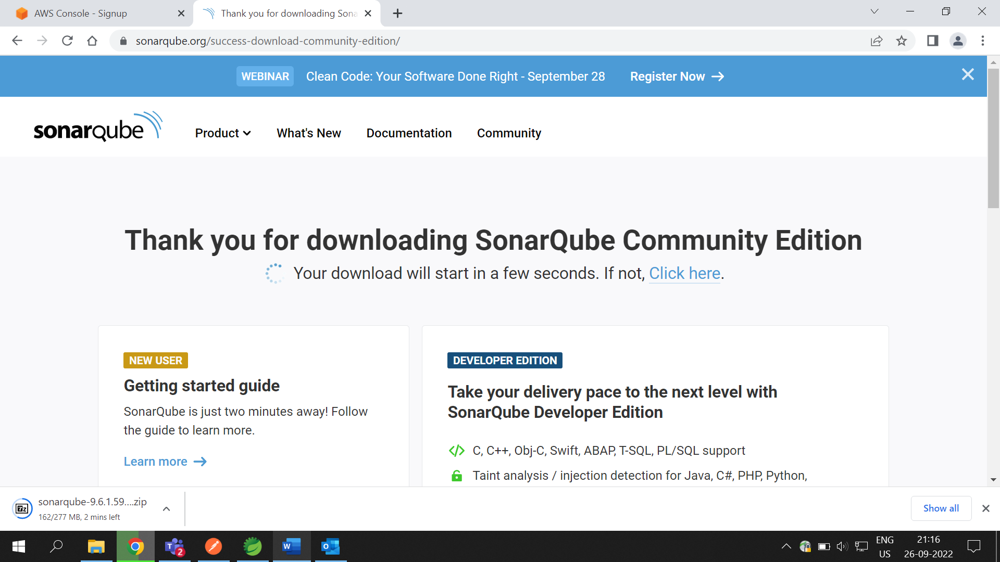 AWS Console - Signup
Thank you for downloading Sona
sonarqube.org/success-download-community-edition/
WEBINAR Clean Code: Your Software Done Right - September 28 Register Now →
sonarqube Product What's New Documentation Community
Thank you for downloading SonarQube Community Edition
Your download will start in a few seconds. If not, Click here.
NEW USER
Getting started guide
SonarQube is just two minutes away! Follow
the guide to learn more.
Learn more →
DEVELOPER EDITION
Take your delivery pace to the next level with
SonarQube Developer Edition
C, C++, Obj-C, Swift, ABAP, T-SQL, PL/SQL support
Taint analysis / injection detection for Java, C#, PHP, Python,
7z
sonarqube-9.6.1.59....zip
162/277 MB, 2 mins left
Show all
T 2
W
O
ENG
US
21:16
26-09-2022